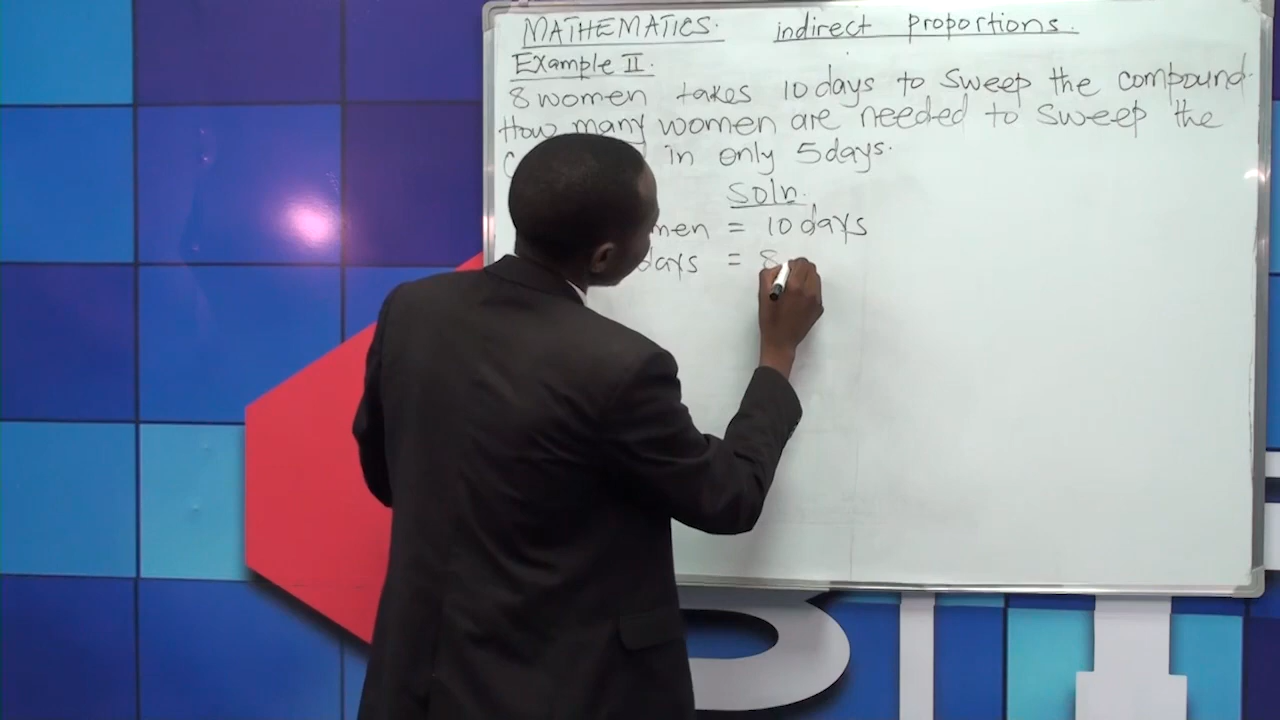 MATHEMATICS. indirect proportions.
Example II.
8 women takes 10 days to sweep the compound.
How many women are needed to sweep the
in only 5 days.
Soln.
= 10 days
days = 8